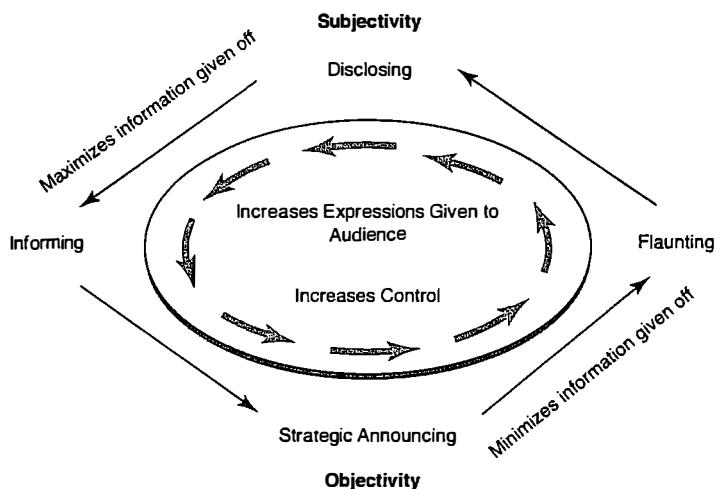 Subjectivity
Disclosing
Maximizes information given off
Increases Expressions Given to
Audience
Informing
Flaunting
Increases Control
Minimizes information given off
Strategic Announcing
Objectivity